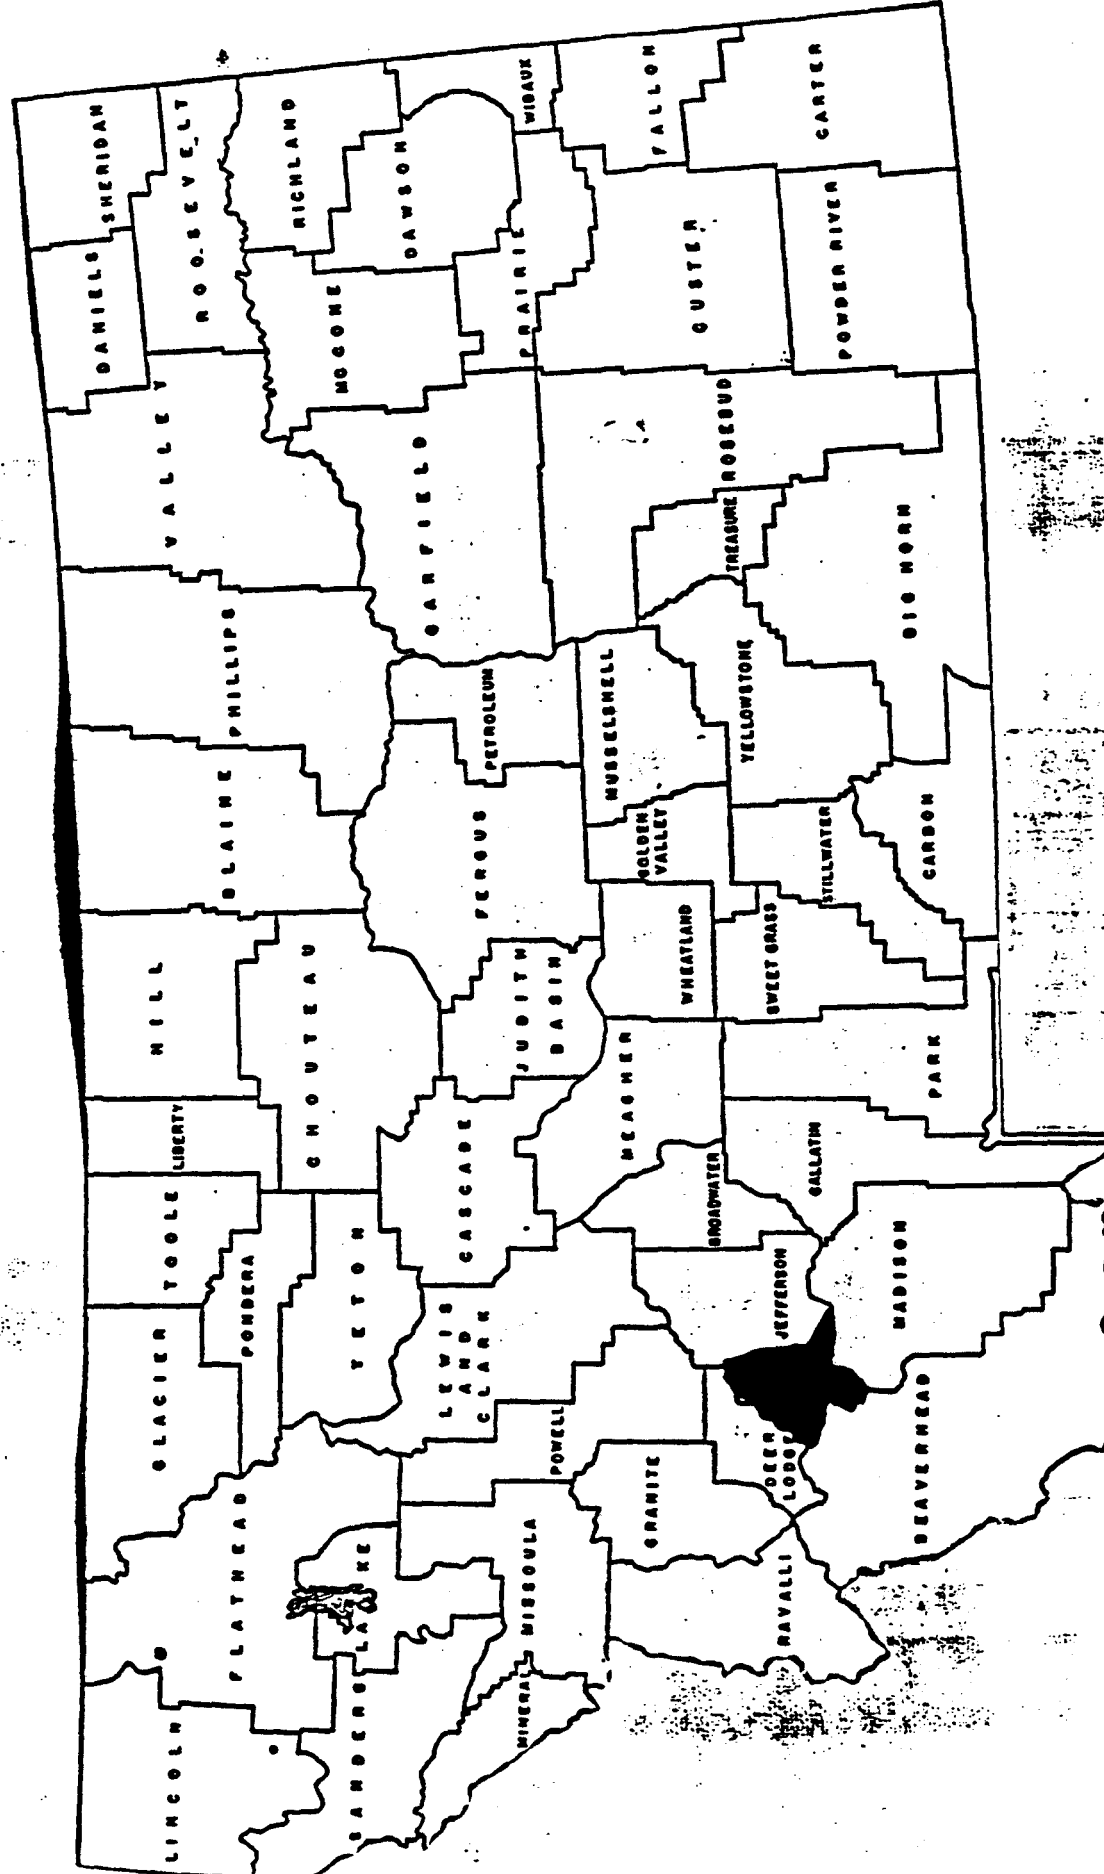 LINCOLN
FLATHEAD
GLACIER
TOOLE
LIBERTY
HILL
BLAINE
PHILLIPS
VALLEY
DANIELS
SHERIDAN
ROOSEVELT
PONDERA
CHOUTEAU
TETON
SANDERS
LAKE
LEWIS
AND
CLARK
CASCADE
JUDITH
BASIN
FERGUS
PETROLEUM
GARFIELD
MCCONE
RICHLAND
DAWSON
PRAIRIE
WIBAUX
MINERAL
MISSOULA
POWELL
GRANITE
MEAGHER
BROADWATER
WHEATLAND
GOLDEN
VALLEY
MUSSELSHELL
ROSEBUD
TREASURE
CUSTER
FALLON
RAVALLI
DEER
LODGE
JEFFERSON
GALLATIN
SWEET GRASS
STILLWATER
YELLOWSTONE
BEAVERHEAD
MADISON
PARK
CARBON
BIG HORN
POWDER RIVER
CARTER